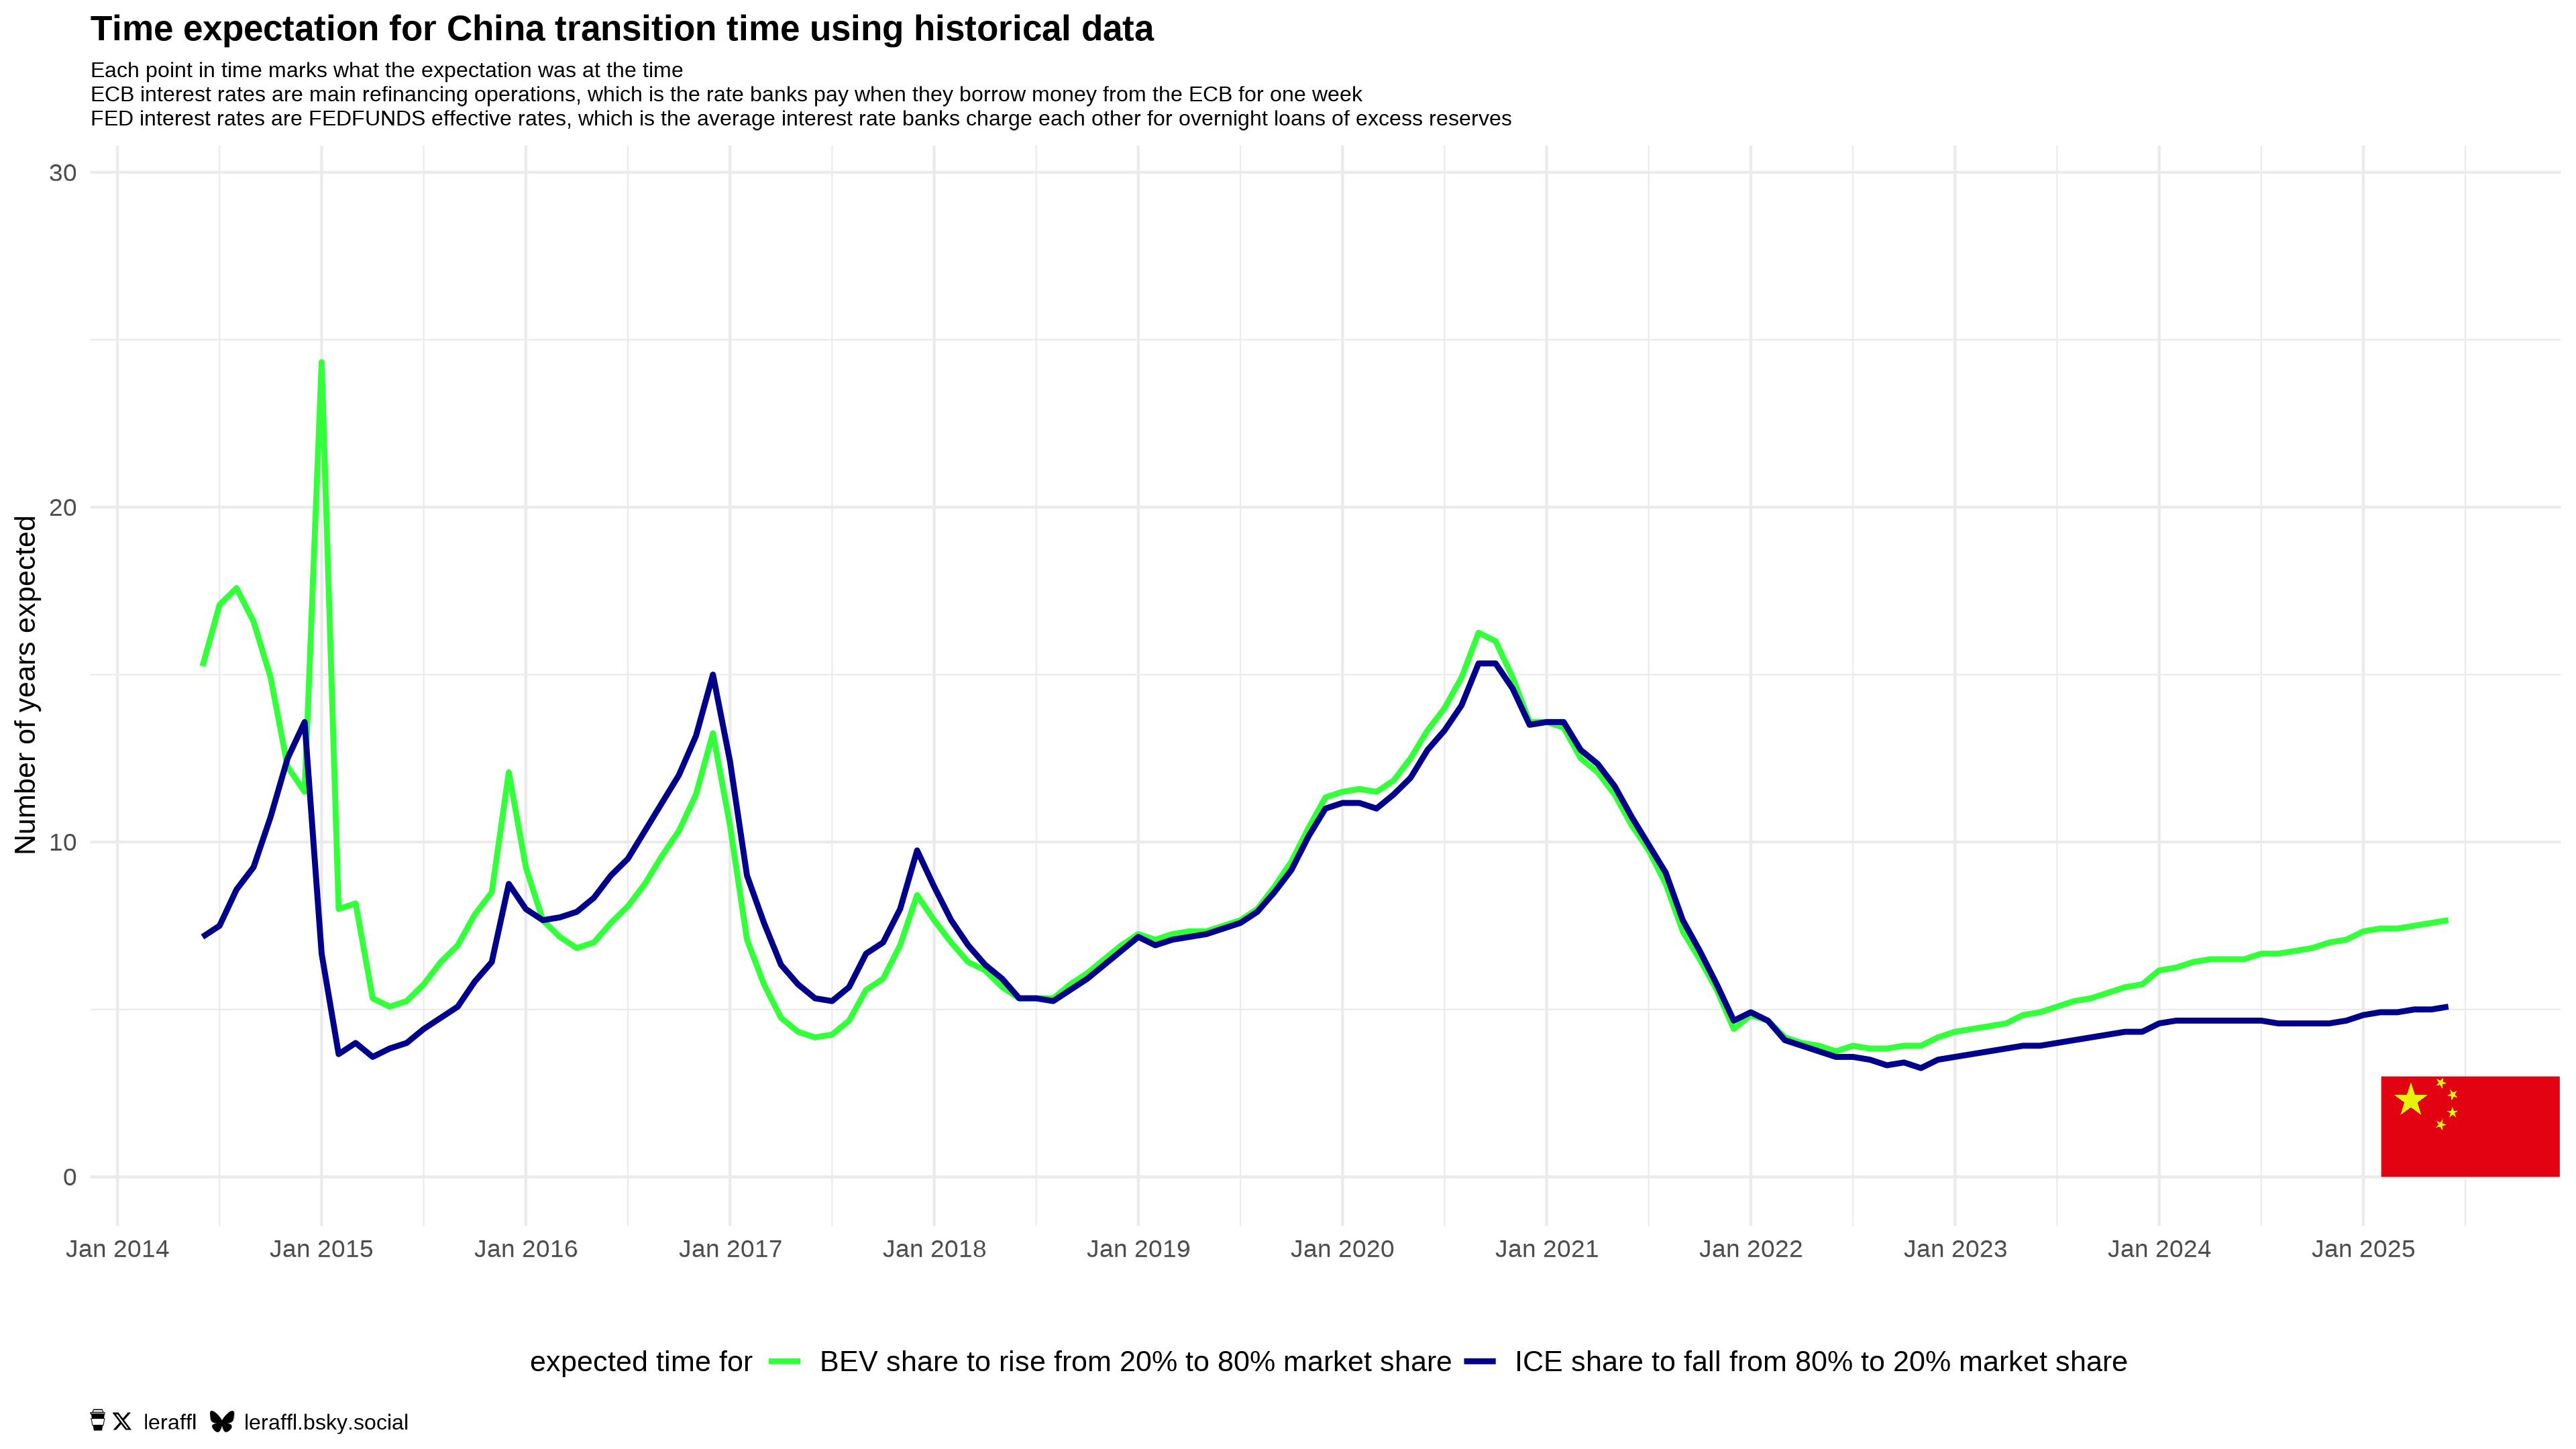 Time expectation for China transition time using historical data
Each point in time marks what the expectation was at the time
ECB interest rates are main refinancing operations, which is the rate banks pay when they borrow money from the ECB for one week
FED interest rates are FEDFUNDS effective rates, which is the average interest rate banks charge each other for overnight loans of excess reserves
Number of years expected
30
20
10
0
Jan 2014 Jan 2015 Jan 2016 Jan 2017 Jan 2018 Jan 2019 Jan 2020 Jan 2021 Jan 2022 Jan 2023 Jan 2024 Jan 2025
expected time for BEV share to rise from 20% to 80% market share ICE share to fall from 80% to 20% market share
leraffl leraffl.bsky.social